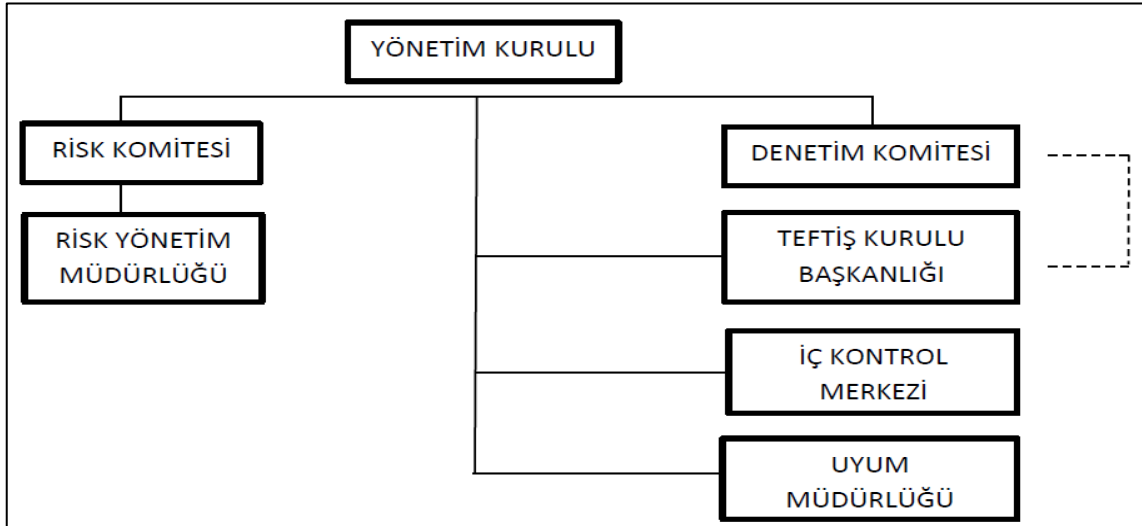 YÖNETİM KURULU
RİSK KOMİTESİ
DENETİM KOMİTESİ
RİSK YÖNETİM
MÜDÜRLÜĞÜ
TEFTİŞ KURULU
BAŞKANLIĞI
İÇ KONTROL
MERKEZİ
UYUM
MÜDÜRLÜĞÜ